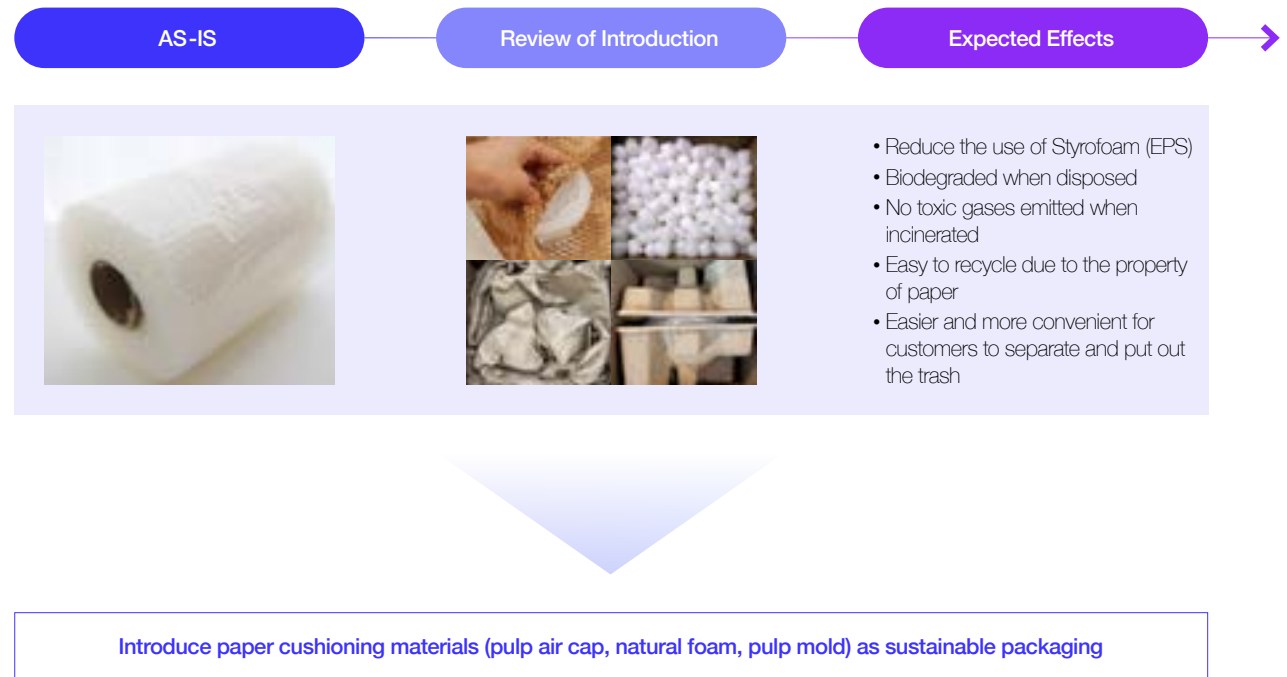 AS-IS
Review of Introduction
Expected Effects
• Reduce the use of Styrofoam (EPS)
• Biodegraded when disposed
• No toxic gases emitted when
incinerated
• Easy to recycle due to the property
of paper
• Easier and more convenient for
customers to separate and put out
the trash
Introduce paper cushioning materials (pulp air cap, natural foam, pulp mold) as sustainable packaging